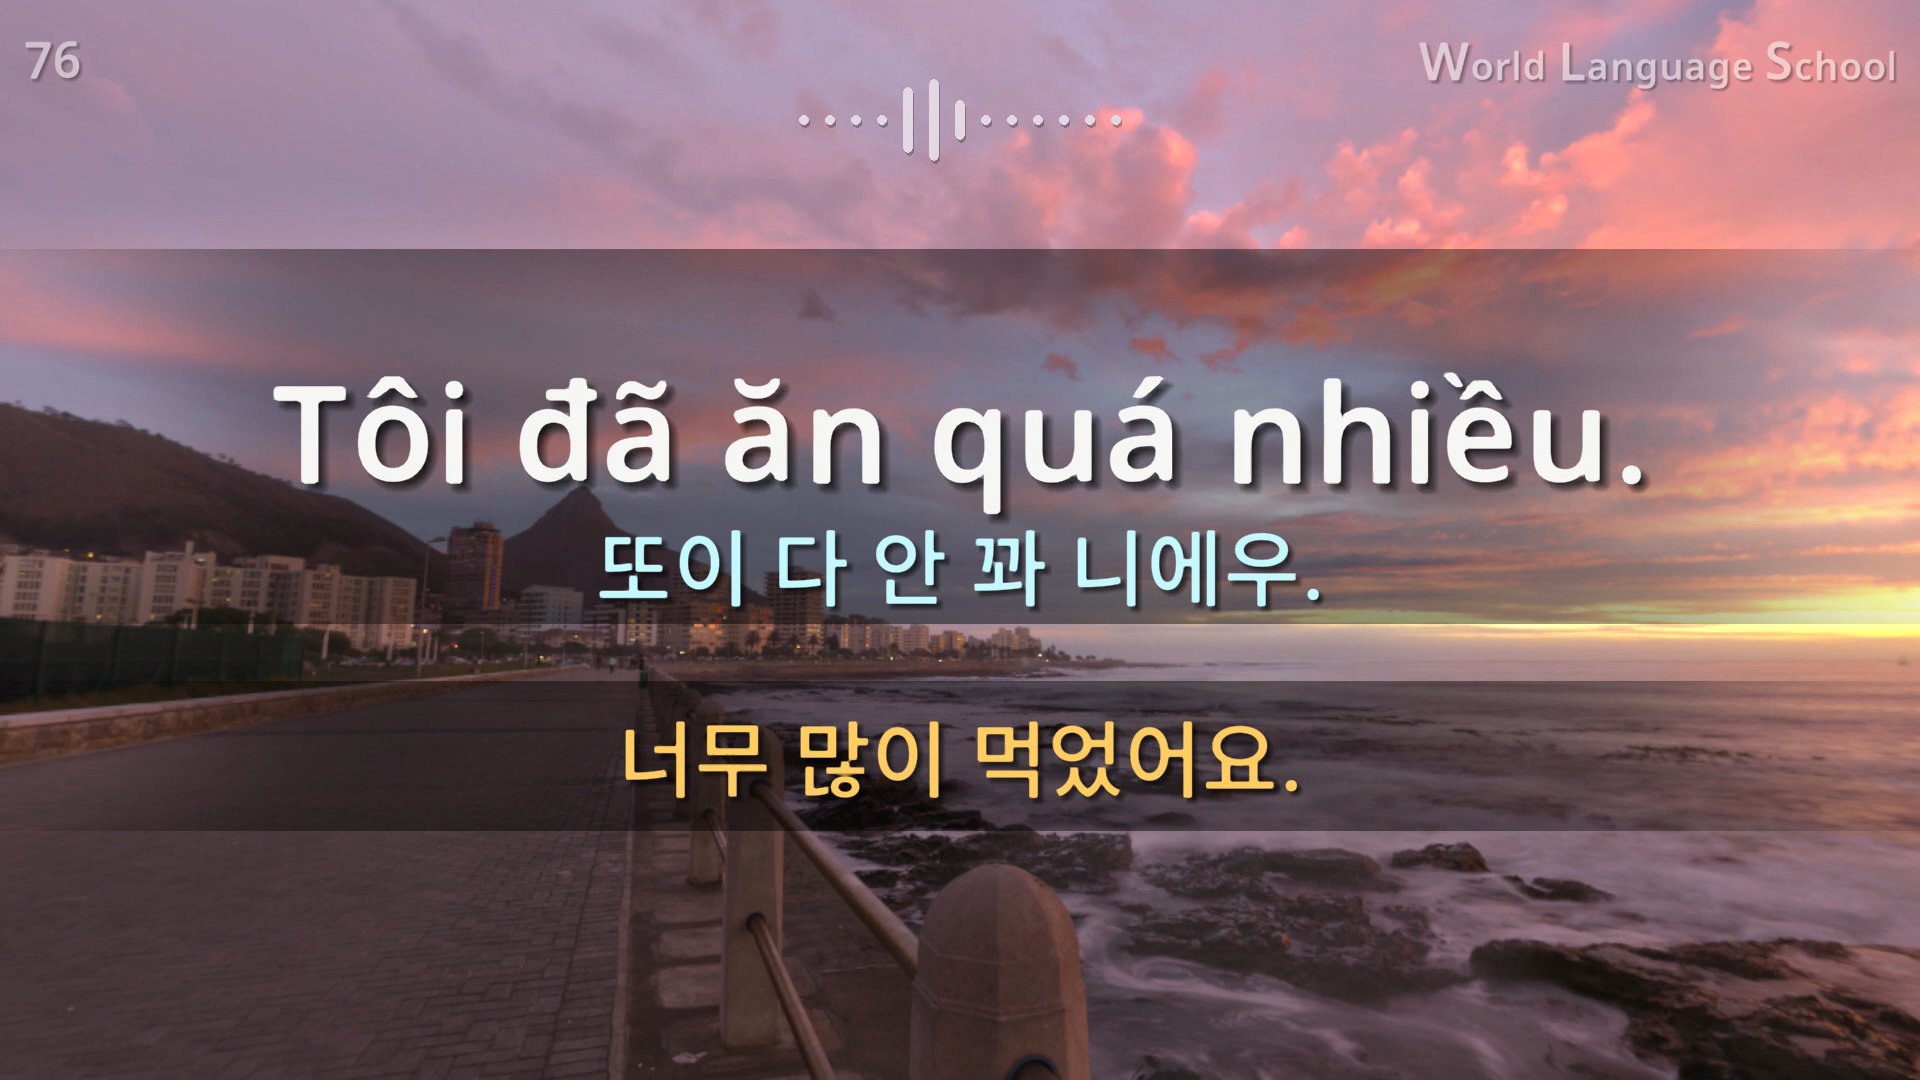 76
World Language School
Tôi đã ăn quá nhiều.
또이 다 안 꽈 니에우.
너무 많이 먹었어요.